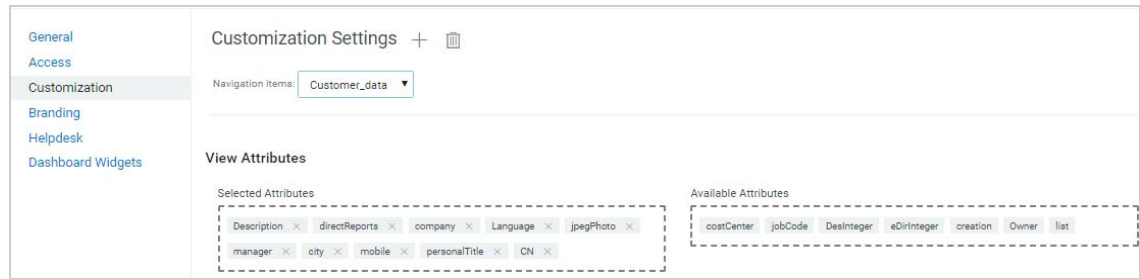 General
Access
Customization
Branding
Helpdesk
Dashboard Widgets
Customization Settings
Navigation items: Customer_data
View Attributes
Selected Attributes
Description × directReports × company × Language × jpegPhoto ×
manager × city × mobile × personalTitle × CN ×
Available Attributes
costCenter jobCode DesInteger eDirInteger creation Owner list